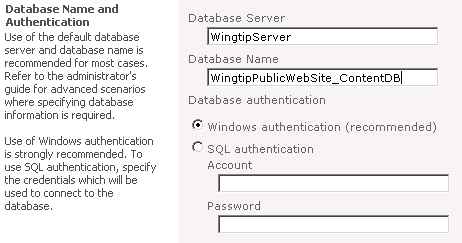 Database Name and
Authentication
Use of the default database
server and database name is
recommended for most cases.
Refer to the administrator's
guide for advanced scenarios
where specifying database
information is required.
Use of Windows authentication
is strongly recommended. To
use SQL authentication, specify
the credentials which will be
used to connect to the
database.
Database Server
WingtipServer
Database Name
WingtipPublicWebSite_ContentDB
Database authentication
Windows authentication (recommended)
SQL authentication
Account
Password